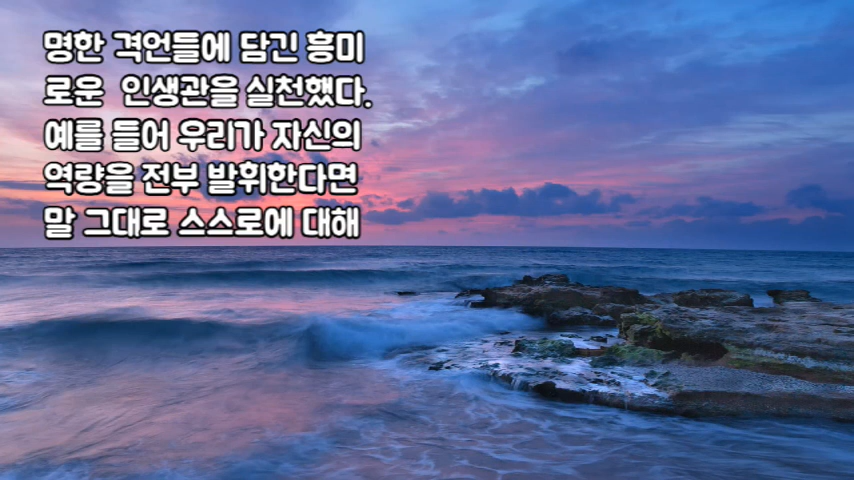 명한 격언들에 담긴 흥미
로운 인생관을 실천했다.
예를 들어 우리가 자신의
역량을 전부 발휘한다면
말 그대로 스스로에 대해